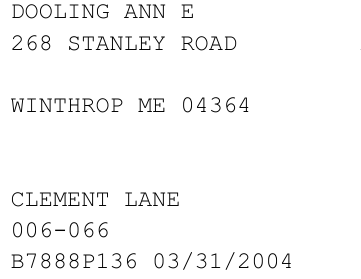 DOOLING ANN E
268 STANLEY ROAD
WINTHROP ME 04364
CLEMENT LANE
006-066
B7888P136 03/31/2004